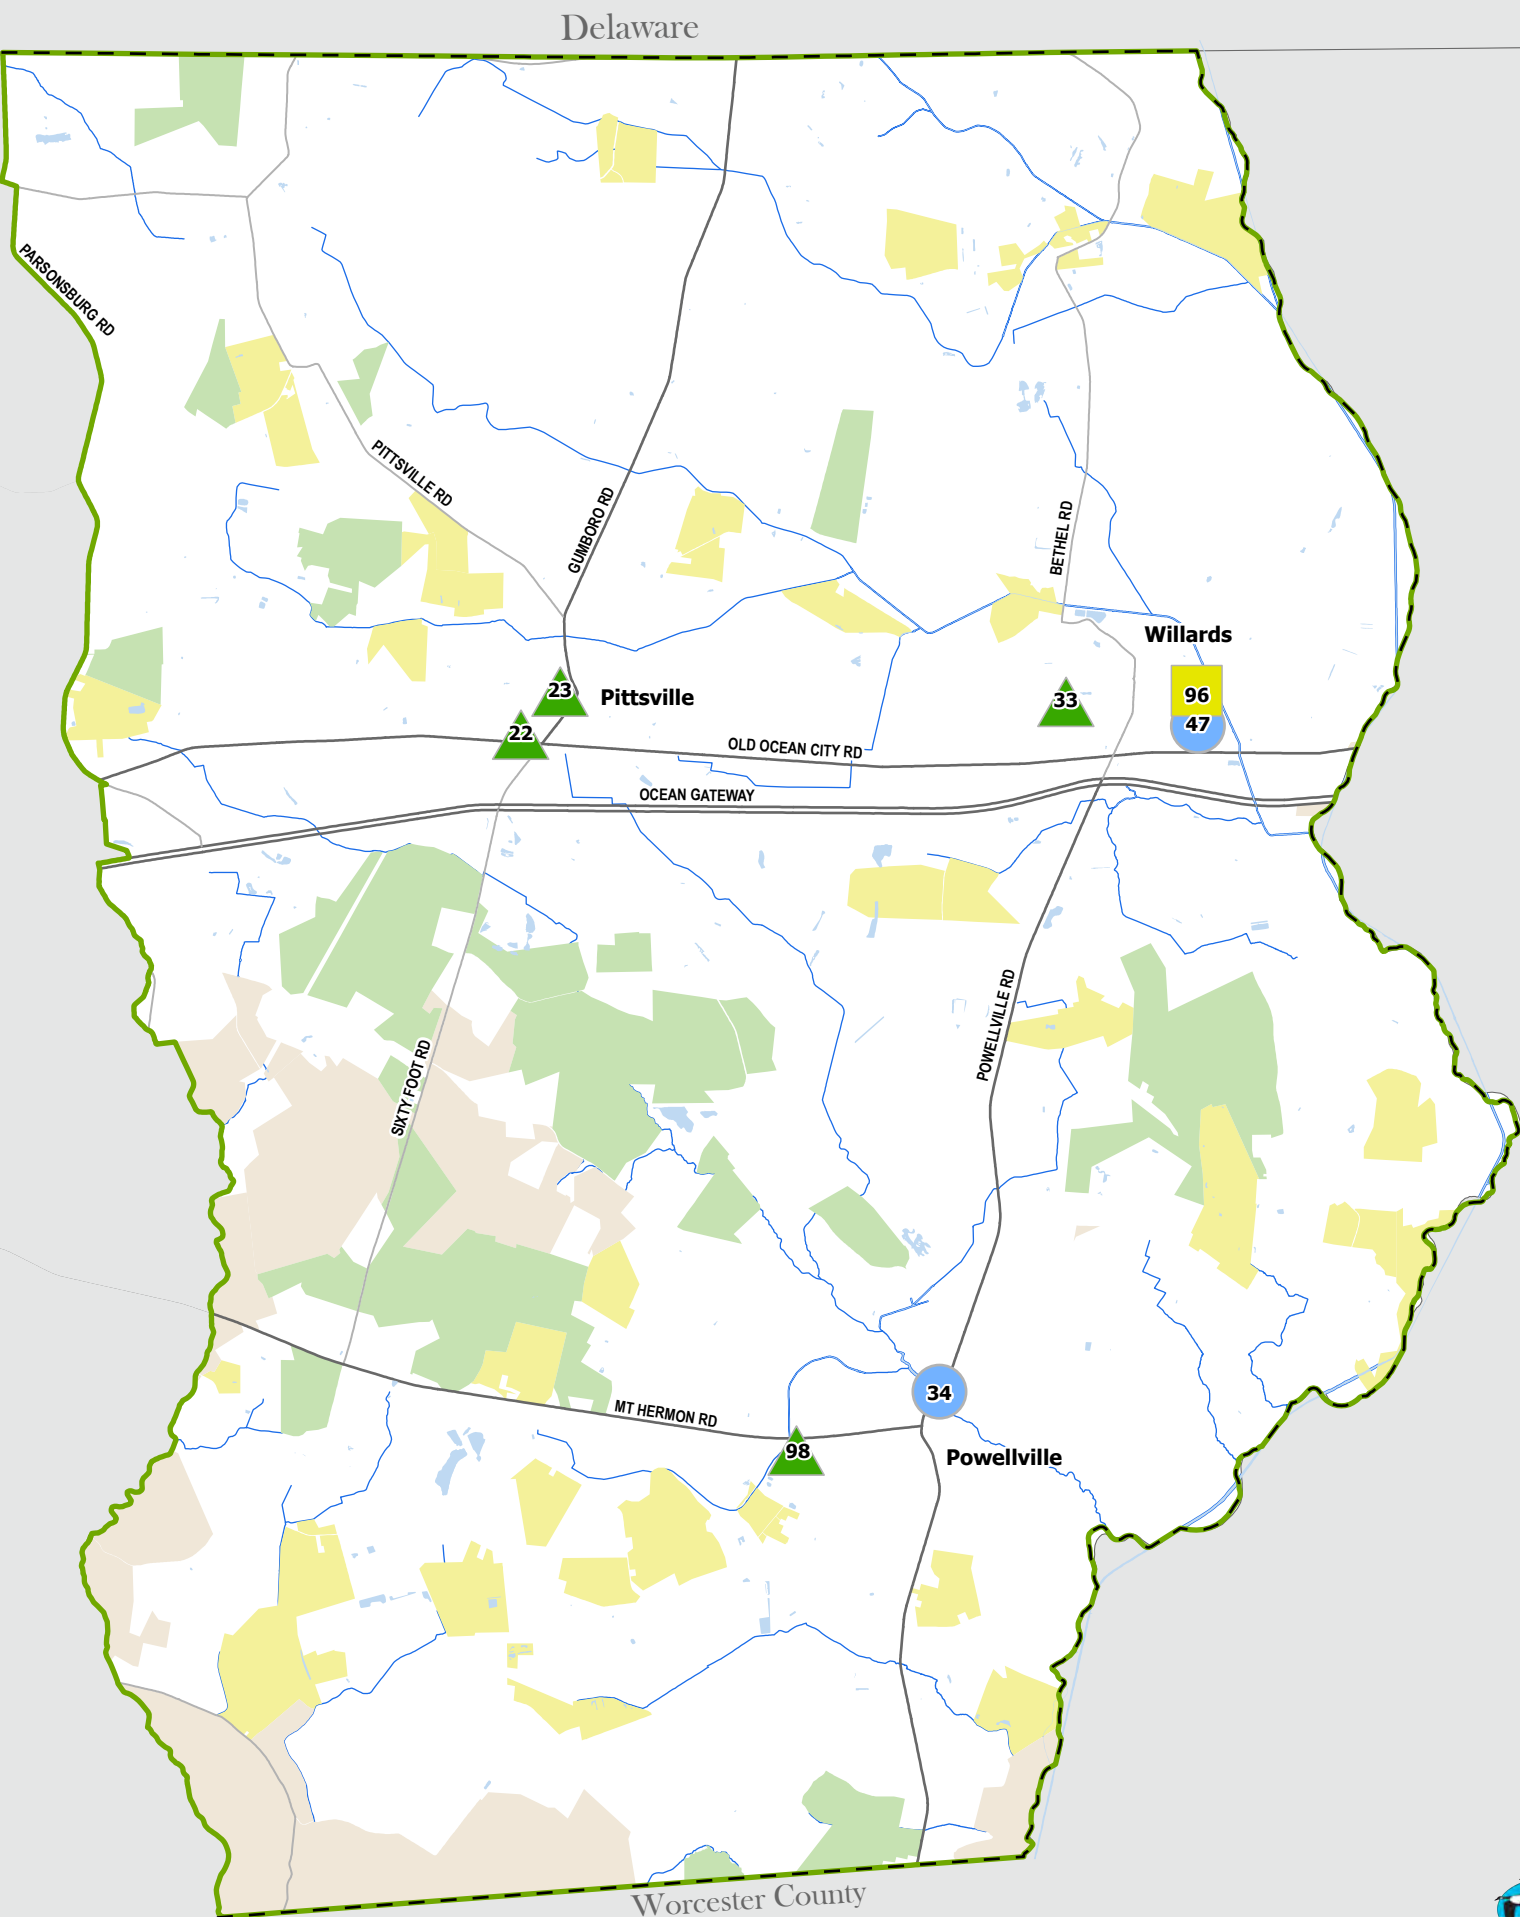 Delaware
PARSONSBURG RD
PITTSVILLE RD
GUMBORO RD
BETHEL RD
Willards
23
Pittsville
33
96
47
22
OLD OCEAN CITY RD
OCEAN GATEWAY
POWELLVILLE RD
SIXTY FOOT RD
34
MT HERMON RD
98
Powellville
Worcester County